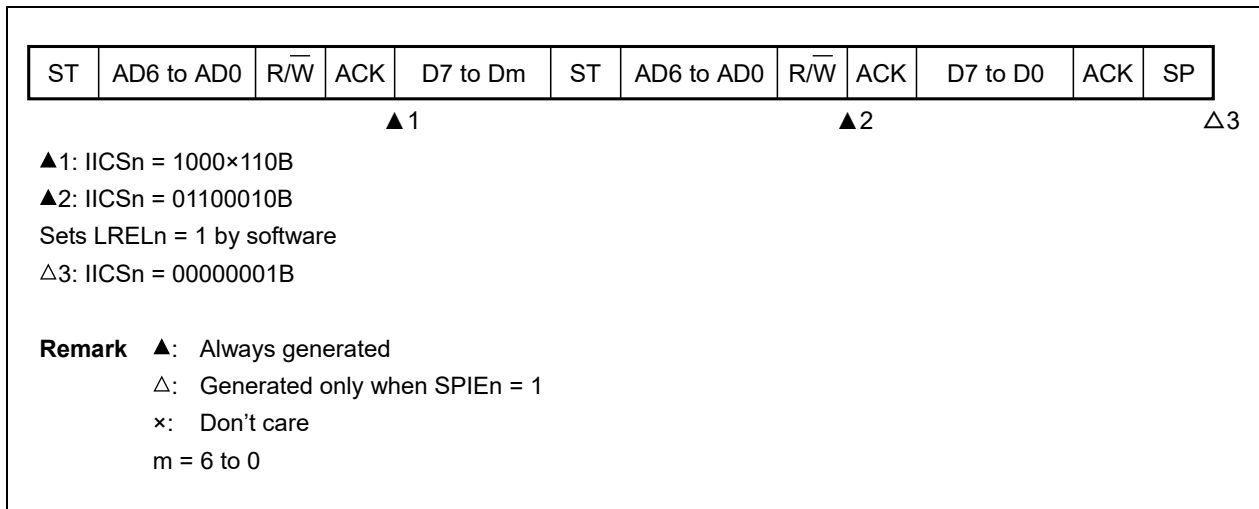 ST AD6 to AD0 R/W̅ ACK D7 to Dm ST AD6 to AD0 R/W̅ ACK D7 to D0 ACK SP
▲1 ▲2 △3
▲1: IICSn = 1000×110B
▲2: IICSn = 01100010B
Sets LRELn = 1 by software
△3: IICSn = 00000001B
Remark ▲: Always generated
△: Generated only when SPIEn = 1
×: Don't care
m = 6 to 0